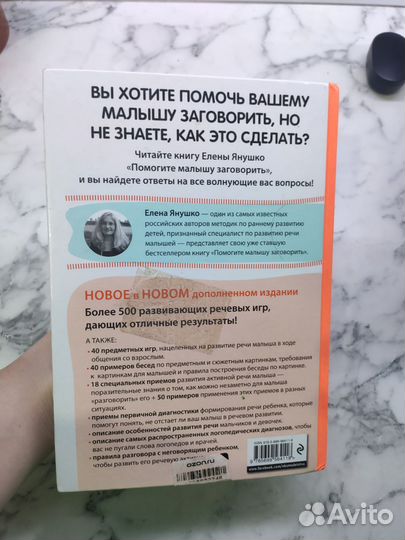 ВЫ ХОТИТЕ ПОМОЧЬ ВАШЕМУ
МАЛЫШУ ЗАГОВОРИТЬ, НО
НЕ ЗНАЕТЕ, КАК ЭТО СДЕЛАТЬ?
Читайте книгу Елены Янушко
«Помогите малышу заговорить»,
и вы найдете ответы на все волнующие вас вопросы!
Елена Янушко — один из самых известных
российских авторов методик по раннему развитию
детей, признанный специалист по развитию речи
малышей — представляет свою уже ставшую
бестселлером книгу «Помогите малышу заговорить».
НОВОЕ в НОВОМ дополненном издании
Более 500 развивающих речевых игр,
дающих отличные результаты!
А ТАКЖЕ:
• 40 предметных игр, нацеленных на развитие речи малыша в ходе
общения со взрослым.
• 40 примеров бесед по предметным и сюжетным картинкам, требования
к картинкам для малышей и правила построения беседы по картинке.
• 18 специальных приемов развития активной речи малыша —
поразительные знания о том, как можно незаметно для малыша
«разговорить» его + 50 примеров применения этих приемов в разных
ситуациях.
• приемы первичной диагностики формирования речи ребенка, которые
помогут понять, не отстает ли ваш малыш в речевом развитии.
• описание особенностей развития речи мальчиков и девочек.
• описание самых распространенных логопедических диагнозов, чтобы
вас не пугали слова логопедов и врачей.
• правила разговора с неговорящим ребенком,
чтобы развить его речевую
ozon.ru
Avito